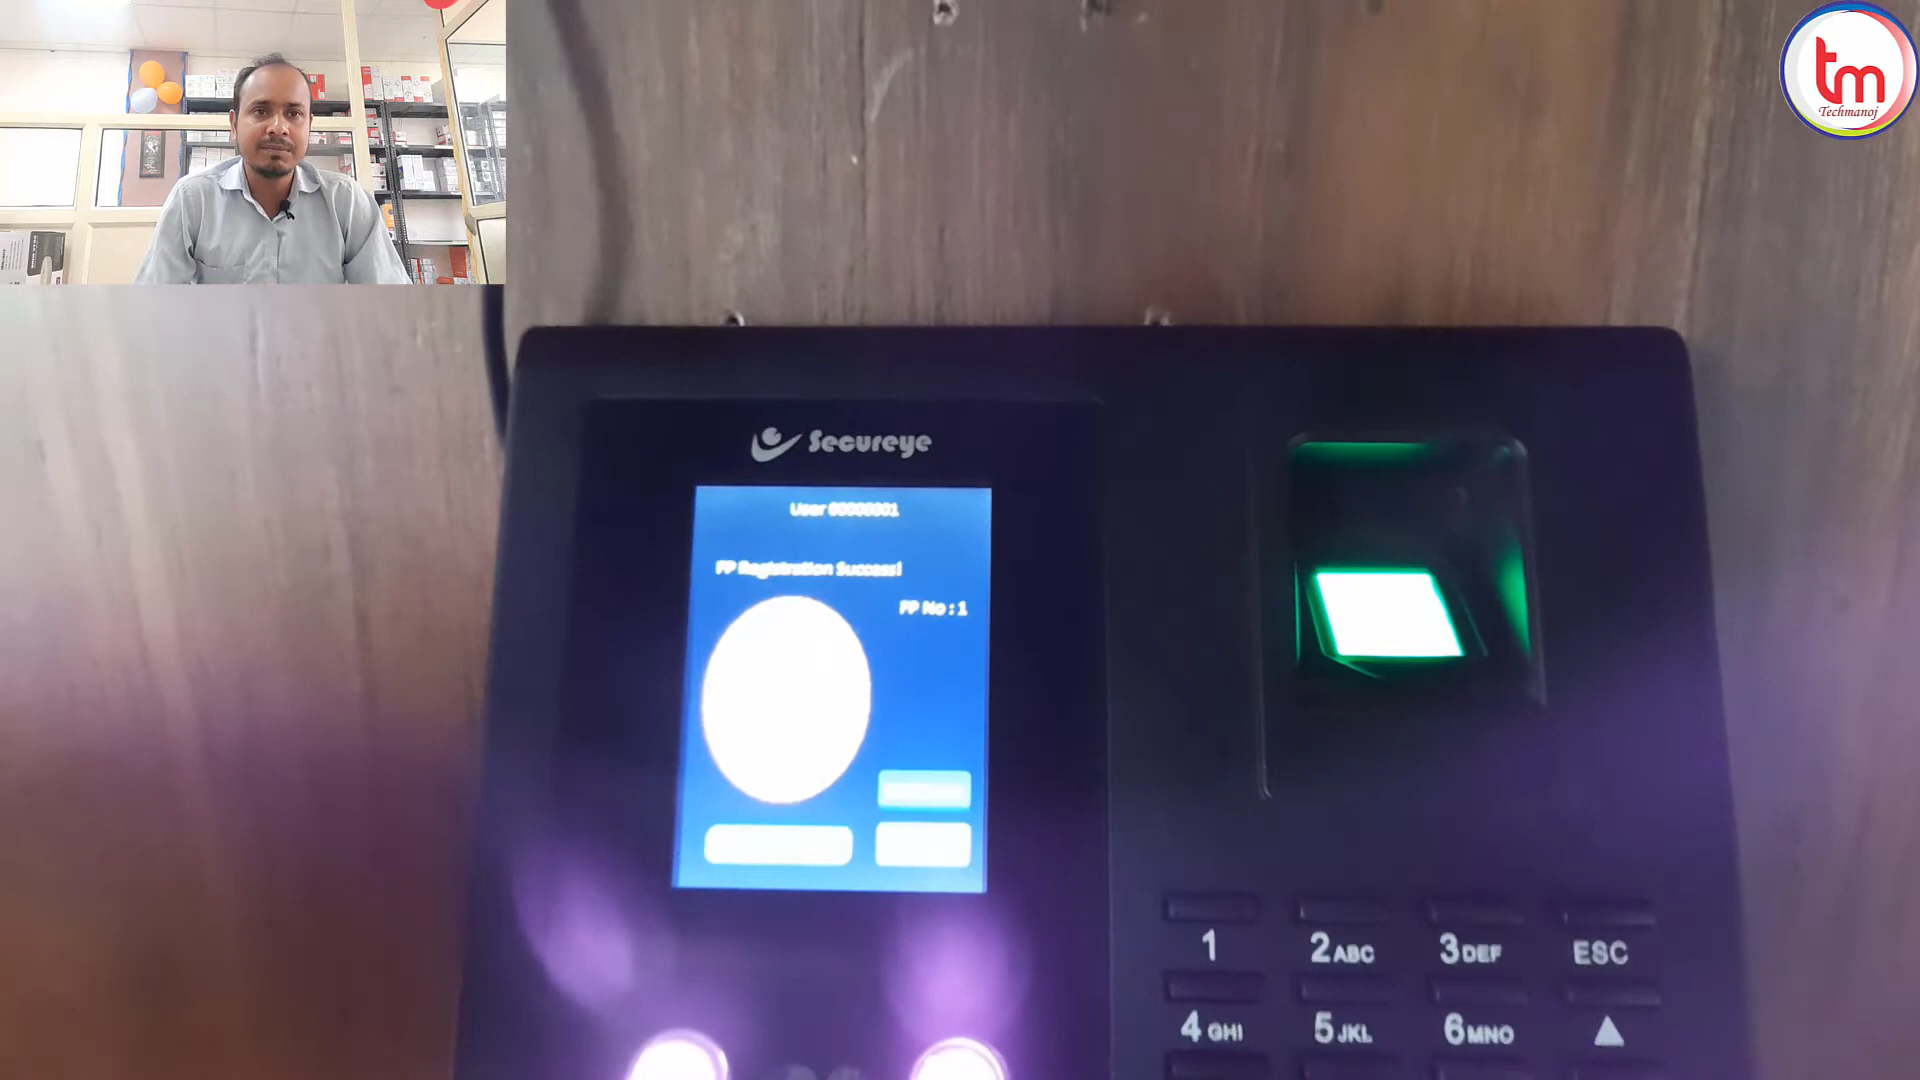 tm
Techmanoj
Secureye
User 00000001
FP Registration Success!
FP No : 1
1
2ABC
3DEF
ESC
4GHI
5JKL
6MNO